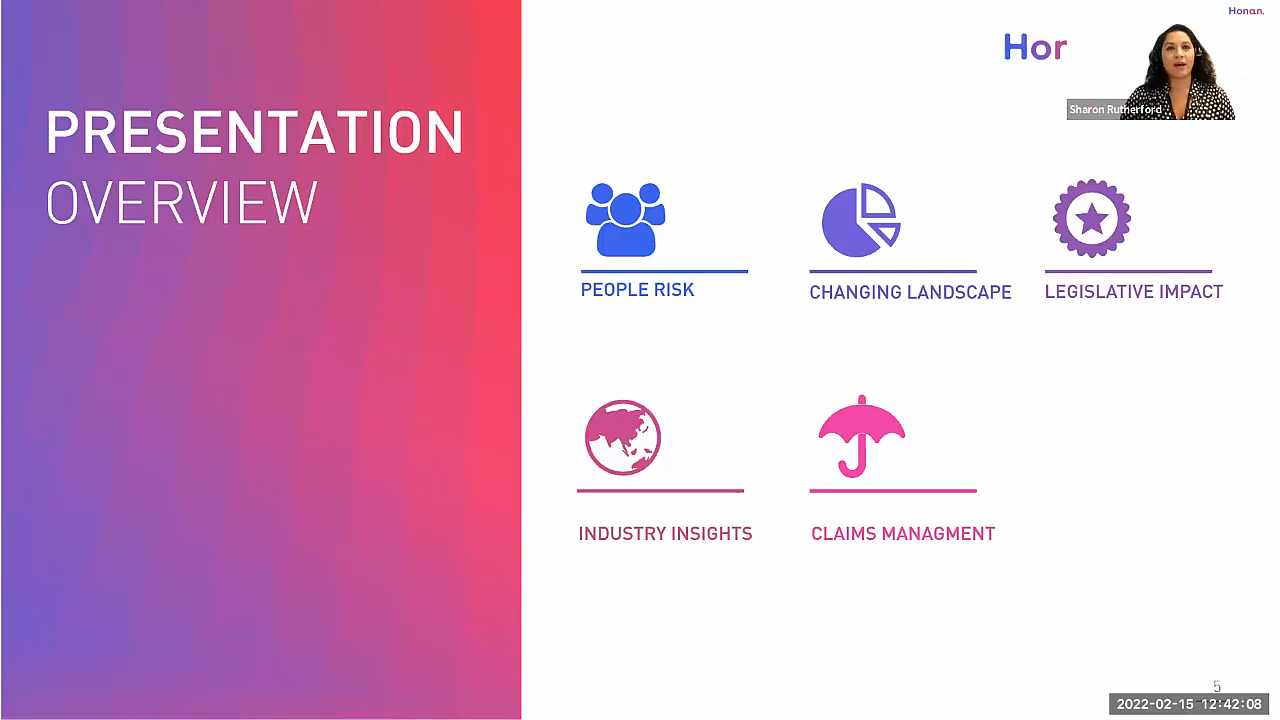 Honan.
Hor
Sharon Rutherford
PRESENTATION
OVERVIEW
PEOPLE RISK
CHANGING LANDSCAPE
LEGISLATIVE IMPACT
INDUSTRY INSIGHTS
CLAIMS MANAGMENT
5
2022-02-15 12:42:08